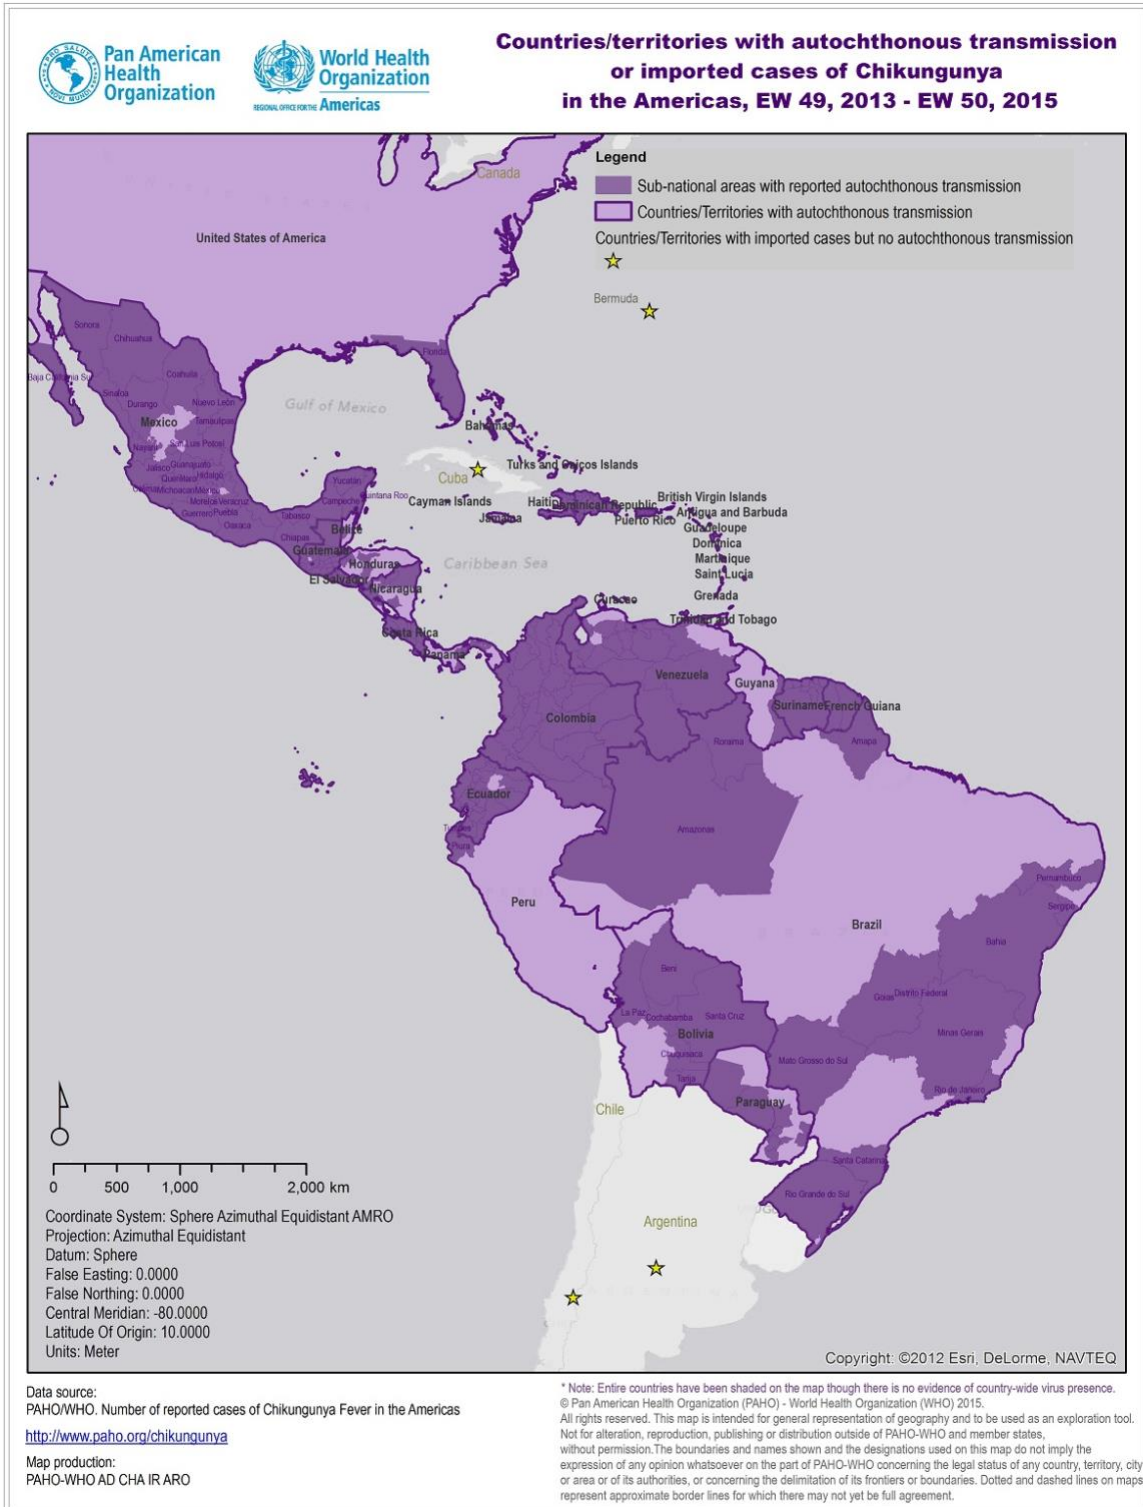 Pan American
Health
Organization
PRO SALUTE
NOVI MUNDI
World Health
Organization
REGIONAL OFFICE FOR THE Americas
Countries/territories with autochthonous transmission
or imported cases of Chikungunya
in the Americas, EW 49, 2013 - EW 50, 2015
Legend
Sub-national areas with reported autochthonous transmission
Countries/Territories with autochthonous transmission
Countries/Territories with imported cases but no autochthonous transmission
Canada
United States of America
Bermuda
Sonora
Chihuahua
Coahuila
Baja California Sur
Sinaloa
Durango
Nuevo León
Mexico
Tamaulipas
Nayarit
San Luis Potosí
Jalisco
Guanajuato
Querétaro
Hidalgo
Colima
Michoacán
México
Morelos
Veracruz
Guerrero
Puebla
Oaxaca
Tabasco
Chiapas
Yucatán
Campeche
Quintana Roo
Florida
Gulf of Mexico
Bahamas
Cuba
Turks and Caicos Islands
Cayman Islands
Jamaica
Haiti
Dominican Republic
Puerto Rico
British Virgin Islands
Antigua and Barbuda
Guadeloupe
Dominica
Martinique
Saint Lucia
Grenada
Trinidad and Tobago
Curacao
Caribbean Sea
Belize
Guatemala
Honduras
El Salvador
Nicaragua
Costa Rica
Panama
Venezuela
Guyana
Suriname
French Guiana
Colombia
Roraima
Amapa
Ecuador
Tumbes
Piura
Amazonas
Peru
Brazil
Pernambuco
Sergipe
Bahia
Beni
La Paz
Cochabamba
Santa Cruz
Bolivia
Chuquisaca
Tarija
Goias
Distrito Federal
Minas Gerais
Mato Grosso do Sul
Rio de Janeiro
Paraguay
Chile
Santa Catarina
Rio Grande do Sul
Argentina
0 500 1,000 2,000 km
Coordinate System: Sphere Azimuthal Equidistant AMRO
Projection: Azimuthal Equidistant
Datum: Sphere
False Easting: 0.0000
False Northing: 0.0000
Central Meridian: -80.0000
Latitude Of Origin: 10.0000
Units: Meter
Copyright: ©2012 Esri, DeLorme, NAVTEQ
Data source:
PAHO/WHO. Number of reported cases of Chikungunya Fever in the Americas
http://www.paho.org/chikungunya
Map production:
PAHO-WHO AD CHA IR ARO
* Note: Entire countries have been shaded on the map though there is no evidence of country-wide virus presence.
© Pan American Health Organization (PAHO) - World Health Organization (WHO) 2015.
All rights reserved. This map is intended for general representation of geography and to be used as an exploration tool.
Not for alteration, reproduction, publishing or distribution outside of PAHO-WHO and member states,
without permission.The boundaries and names shown and the designations used on this map do not imply the
expression of any opinion whatsoever on the part of PAHO-WHO concerning the legal status of any country, territory, city
or area or of its authorities, or concerning the delimitation of its frontiers or boundaries. Dotted and dashed lines on maps
represent approximate border lines for which there may not yet be full agreement.